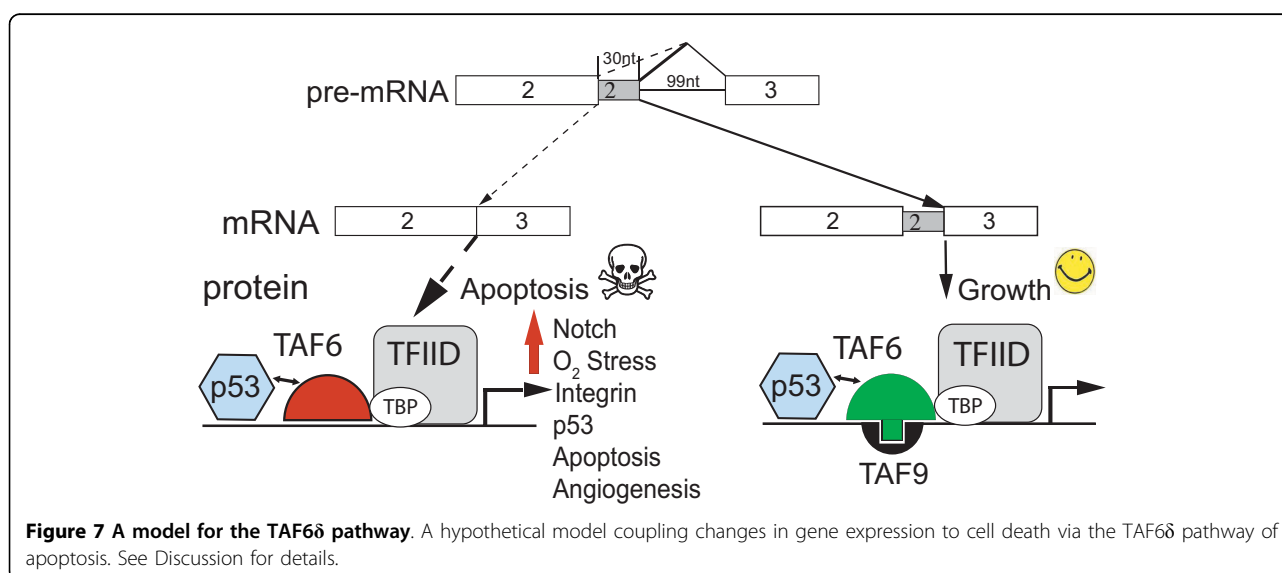 30nt
pre-mRNA 2 2 99nt 3
mRNA 2 3 2 2 3
protein Apoptosis Growth
Notch
O₂ Stress
Integrin
p53
Apoptosis
Angiogenesis
p53 TAF6 TFIID TBP
p53 TAF6 TFIID TBP
TAF9
Figure 7 A model for the TAF6δ pathway. A hypothetical model coupling changes in gene expression to cell death via the TAF6δ pathway of
apoptosis. See Discussion for details.